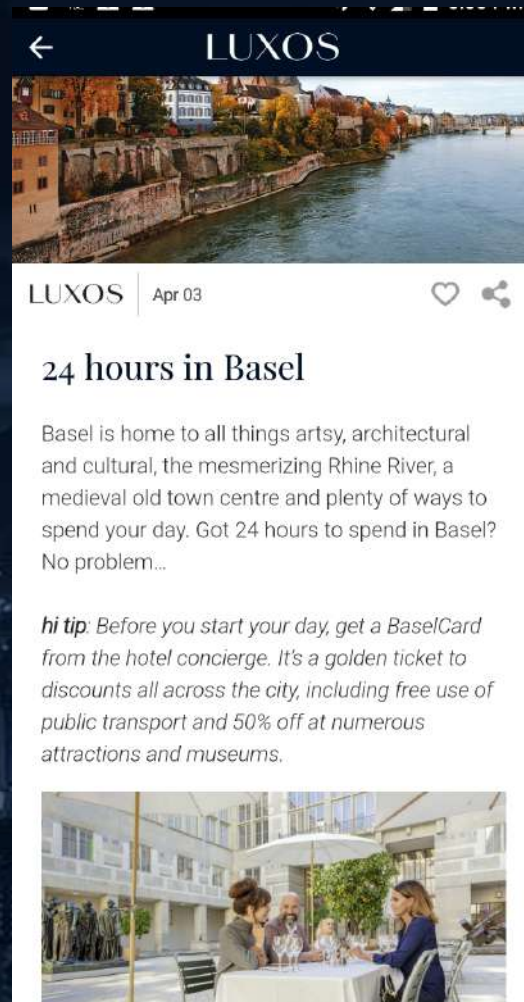 LUXOS
LUXOS
Apr 03
24 hours in Basel
Basel is home to all things artsy, architectural
and cultural, the mesmerizing Rhine River, a
medieval old town centre and plenty of ways to
spend your day. Got 24 hours to spend in Basel?
No problem...
hi tip: Before you start your day, get a BaselCard
from the hotel concierge. It's a golden ticket to
discounts all across the city, including free use of
public transport and 50% off at numerous
attractions and museums.